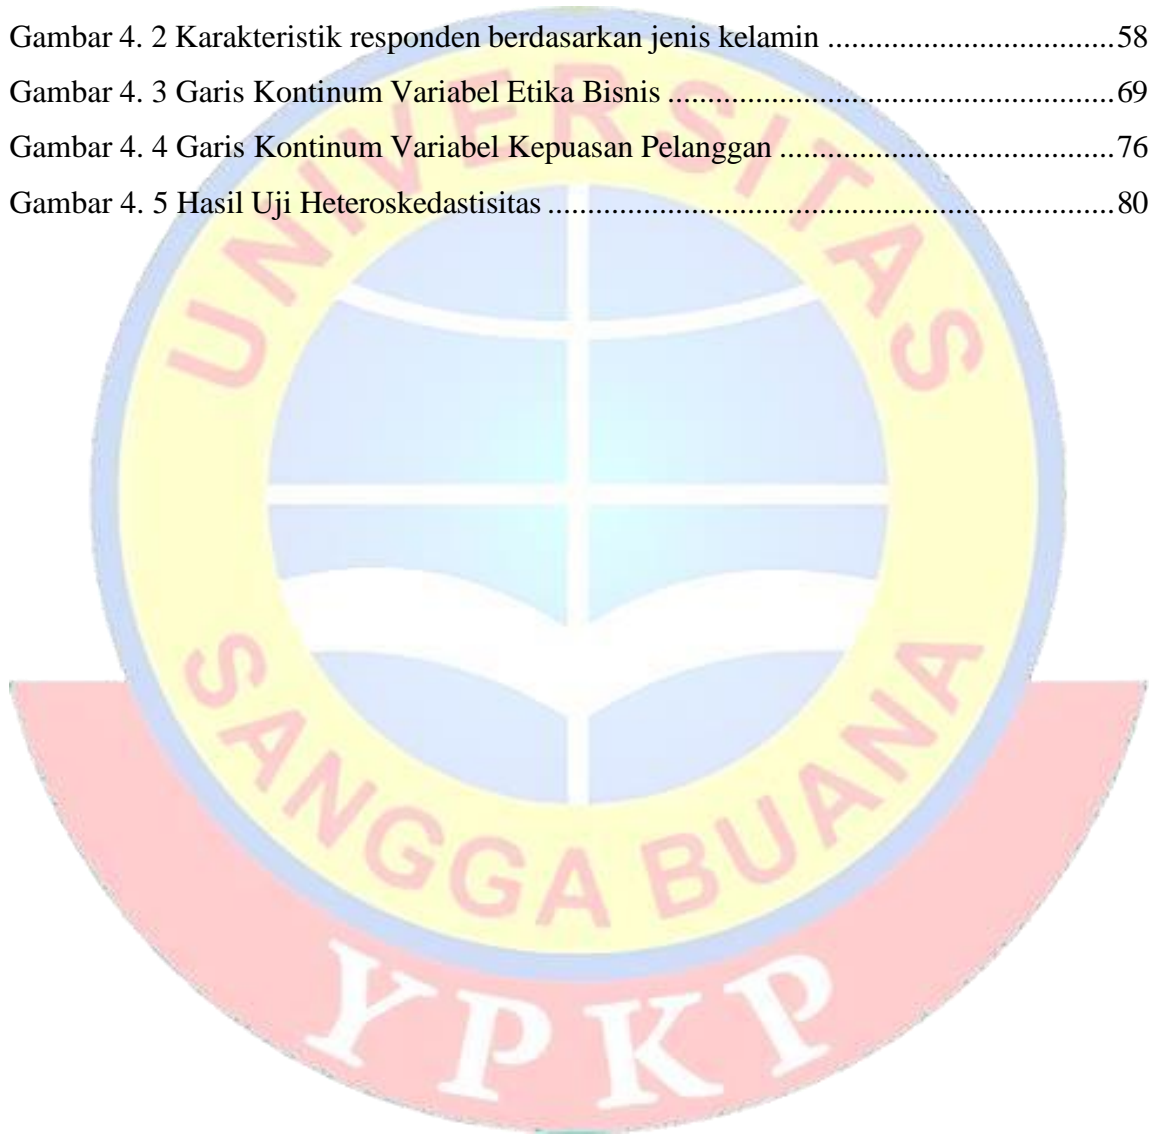 Gambar 4. 2 Karakteristik responden berdasarkan jenis kelamin ................................... 58
Gambar 4. 3 Garis Kontinum Variabel Etika Bisnis ....................................................... 69
Gambar 4. 4 Garis Kontinum Variabel Kepuasan Pelanggan ......................................... 76
Gambar 4. 5 Hasil Uji Heteroskedastisitas ..................................................................... 80
UNIVERSITAS
SANGGA BUANA
YPKP